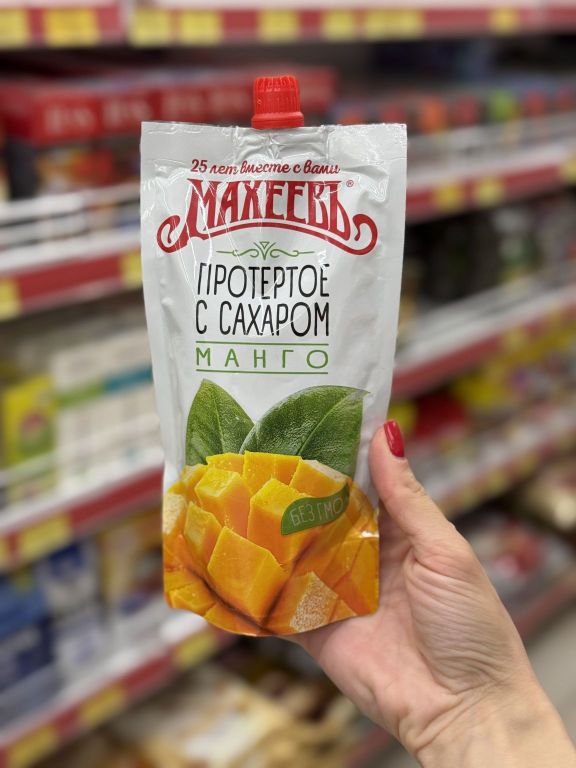 25 лет вместе с вами
МАХЕЕВЪ®
ПРОТЕРТОЕ
С САХАРОМ
МАНГО
БЕЗ ГМО